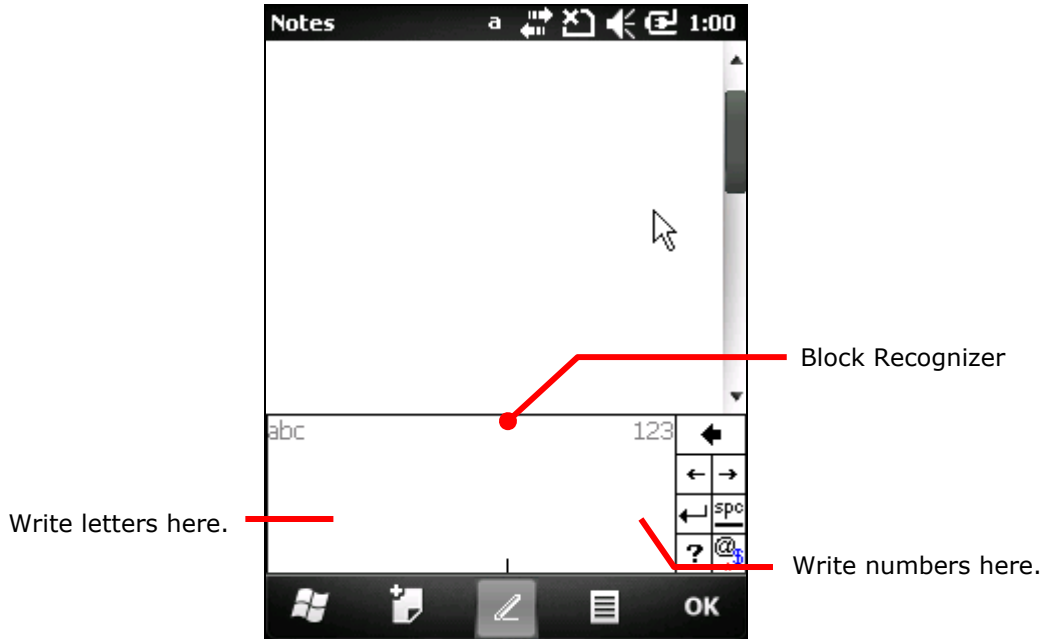 Notes a 1:00
Block Recognizer
abc 123
spc
Write letters here.
? @$
Write numbers here.
OK